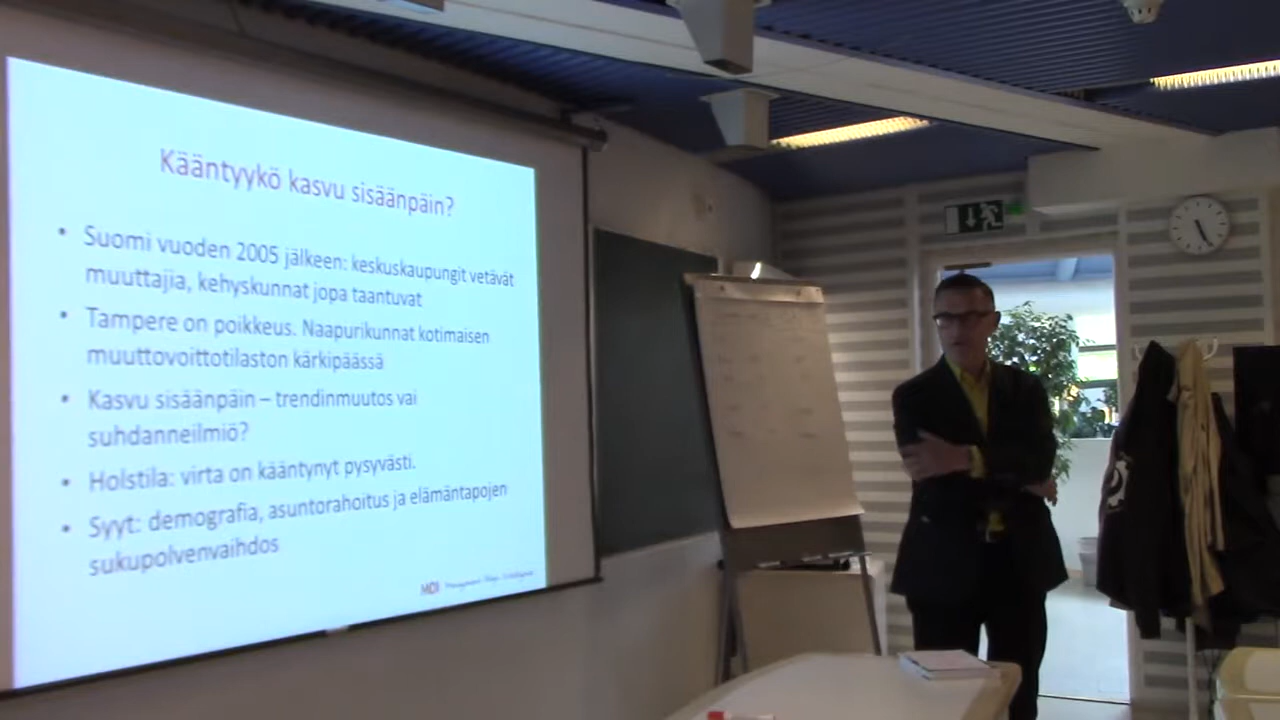 Kääntyykö kasvu sisäänpäin?
• Suomi vuoden 2005 jälkeen: keskuskaupungit vetävät
muuttajia, kehyskunnat jopa taantuvat
• Tampere on poikkeus. Naapurikunnat kotimaisen
muuttovoittotilaston kärkipäässä
• Kasvu sisäänpäin – trendinmuutos vai
suhdanneilmiö?
• Holstila: virta on kääntynyt pysyvästi.
• Syyt: demografia, asuntorahoitus ja elämäntapojen
sukupolvenvaihdos
MDI